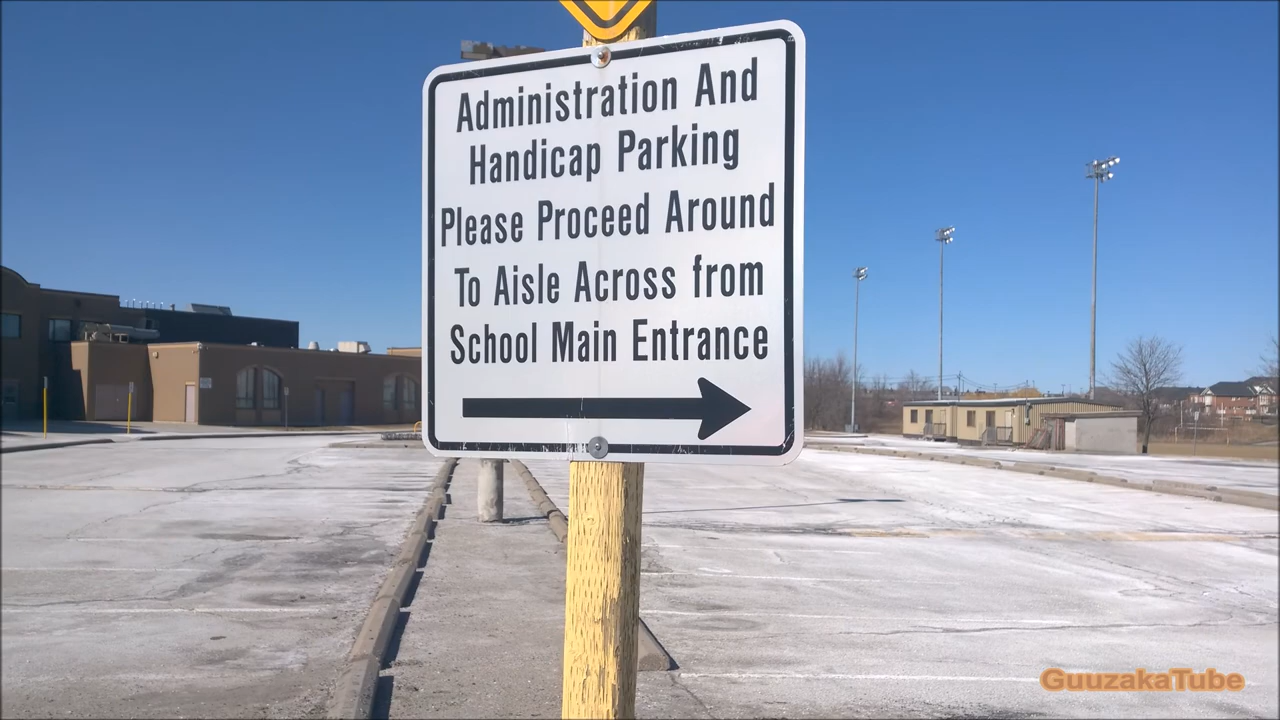 Administration And
Handicap Parking
Please Proceed Around
To Aisle Across from
School Main Entrance
GuuzakaTube